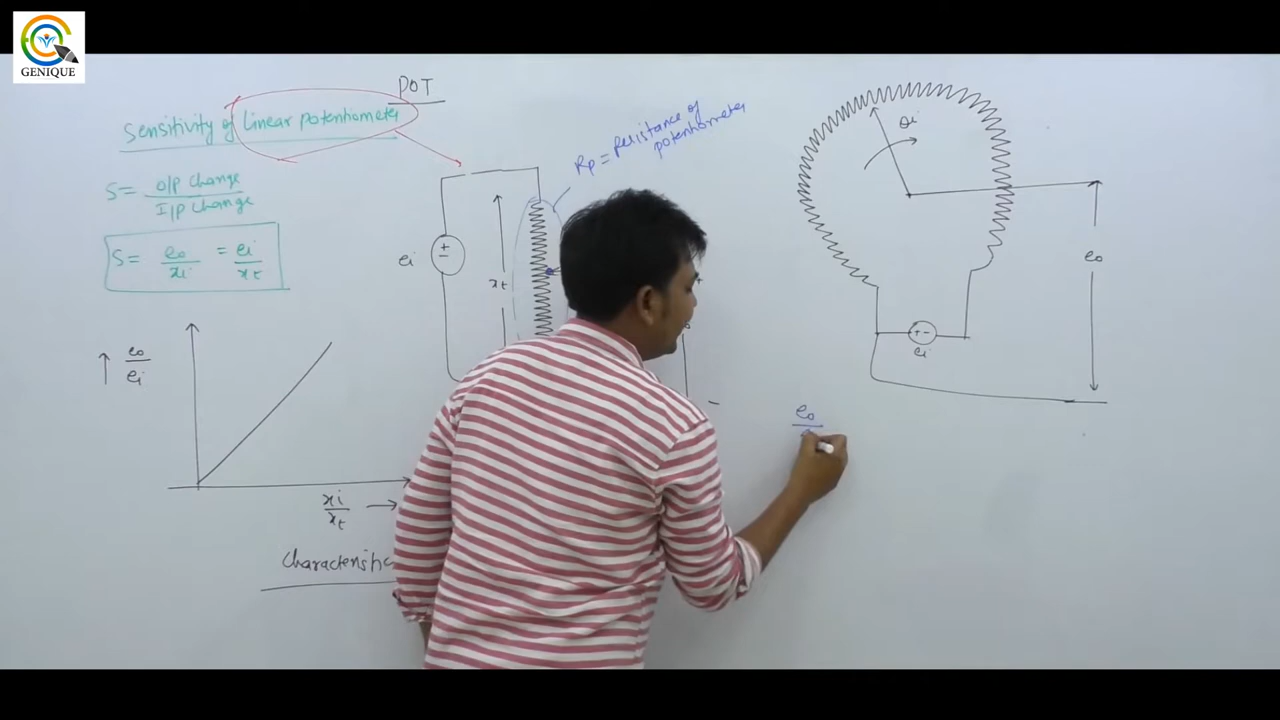 GENIQUE
POT
Sensitivity of linear potentiometer
S = O/P Change
I/P Change
S = eo = ei
xi xt
↑ eo
ei
xi →
xt
Characteristic
Rp = Resistance of
potentiometer
ei
+
−
xt
+
θi
eo
+ −
ei
eo